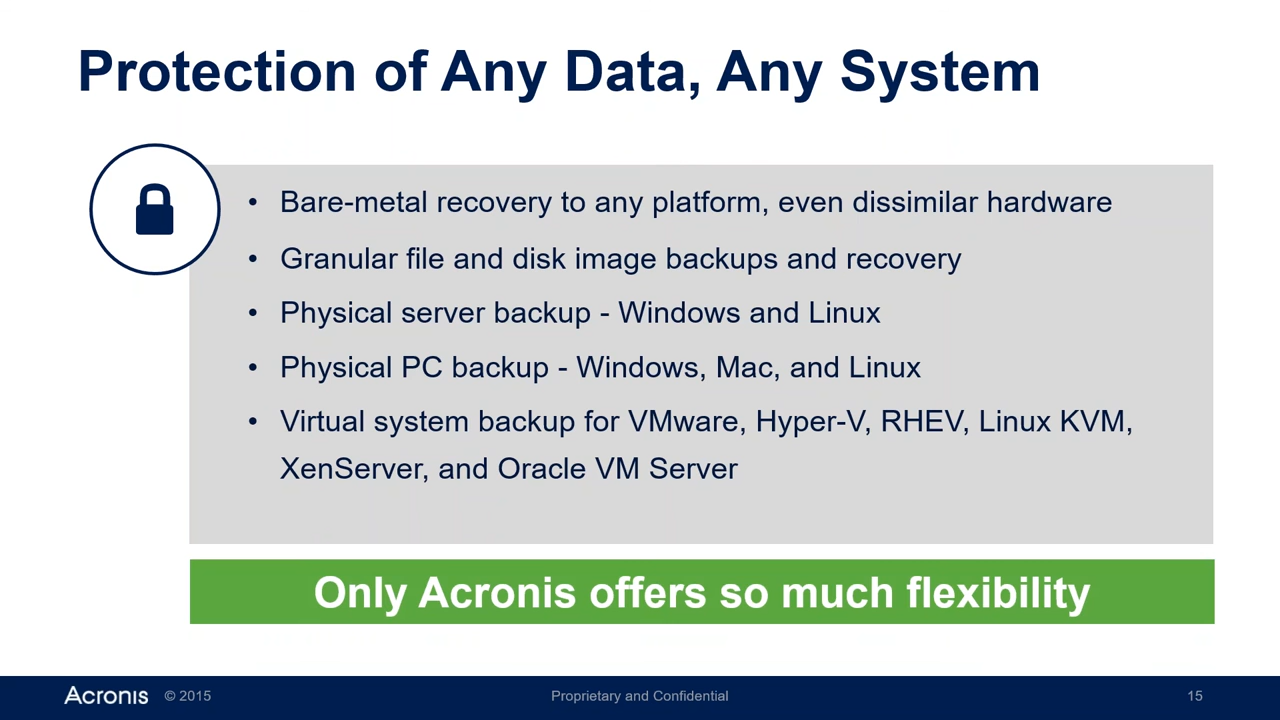 Protection of Any Data, Any System
• Bare-metal recovery to any platform, even dissimilar hardware
• Granular file and disk image backups and recovery
• Physical server backup - Windows and Linux
• Physical PC backup - Windows, Mac, and Linux
• Virtual system backup for VMware, Hyper-V, RHEV, Linux KVM,
XenServer, and Oracle VM Server
Only Acronis offers so much flexibility
Acronis © 2015 Proprietary and Confidential 15